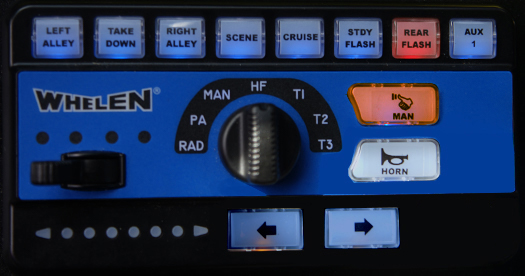 LEFT ALLEY
TAKE DOWN
RIGHT ALLEY
SCENE
CRUISE
STDY FLASH
REAR FLASH
AUX 1
WHELEN®
RAD
PA
MAN
HF
T1
T2
T3
MAN
HORN